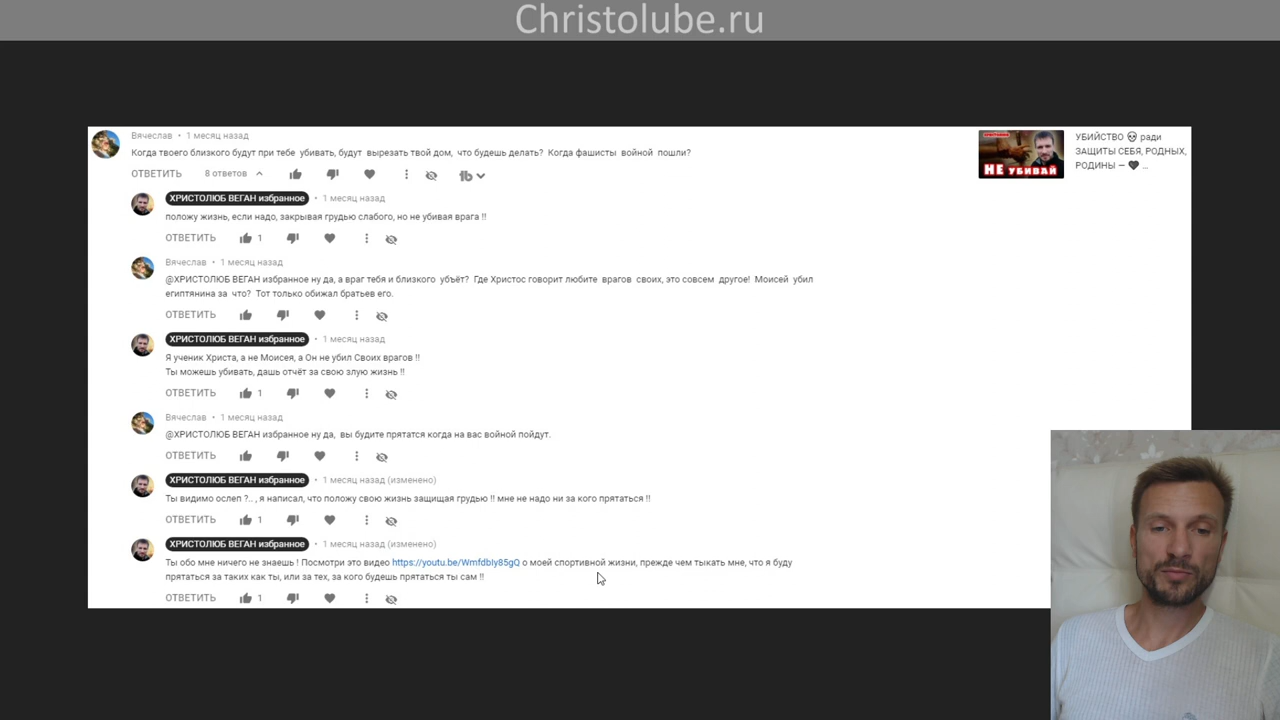 Christolube.ru
Вячеслав • 1 месяц назад
Когда твоего близкого будут при тебе убивать, будут вырезать твой дом, что будешь делать? Когда фашисты войной пошли?
ОТВЕТИТЬ 8 ответов
УБИЙСТВО 💀 ради
ЗАЩИТЫ СЕБЯ, РОДНЫХ,
РОДИНЫ — 🖤 ...
НЕ УБИВАЙ
ХРИСТОЛЮБ ВЕГАН избранное • 1 месяц назад
положу жизнь, если надо, закрывая грудью слабого, но не убивая врага !!
ОТВЕТИТЬ 1
Вячеслав • 1 месяц назад
@ХРИСТОЛЮБ ВЕГАН избранное ну да, а враг тебя и близкого убъёт? Где Христос говорит любите врагов своих, это совсем другое! Моисей убил
египтянина за что? Тот только обижал братьев его.
ОТВЕТИТЬ
ХРИСТОЛЮБ ВЕГАН избранное • 1 месяц назад
Я ученик Христа, а не Моисея, а Он не убил Своих врагов !!
Ты можешь убивать, дашь отчёт за свою злую жизнь !!
ОТВЕТИТЬ 1
Вячеслав • 1 месяц назад
@ХРИСТОЛЮБ ВЕГАН избранное ну да, вы будите прятатся когда на вас войной пойдут.
ОТВЕТИТЬ
ХРИСТОЛЮБ ВЕГАН избранное • 1 месяц назад (изменено)
Ты видимо ослеп ?.. , я написал, что положу свою жизнь защищая грудью !! мне не надо ни за кого прятаться !!
ОТВЕТИТЬ 1
ХРИСТОЛЮБ ВЕГАН избранное • 1 месяц назад (изменено)
Ты обо мне ничего не знаешь ! Посмотри это видео https://youtu.be/WmfdbIy85gQ о моей спортивной жизни, прежде чем тыкать мне, что я буду
прятаться за таких как ты, или за тех, за кого будешь прятаться ты сам !!
ОТВЕТИТЬ 1